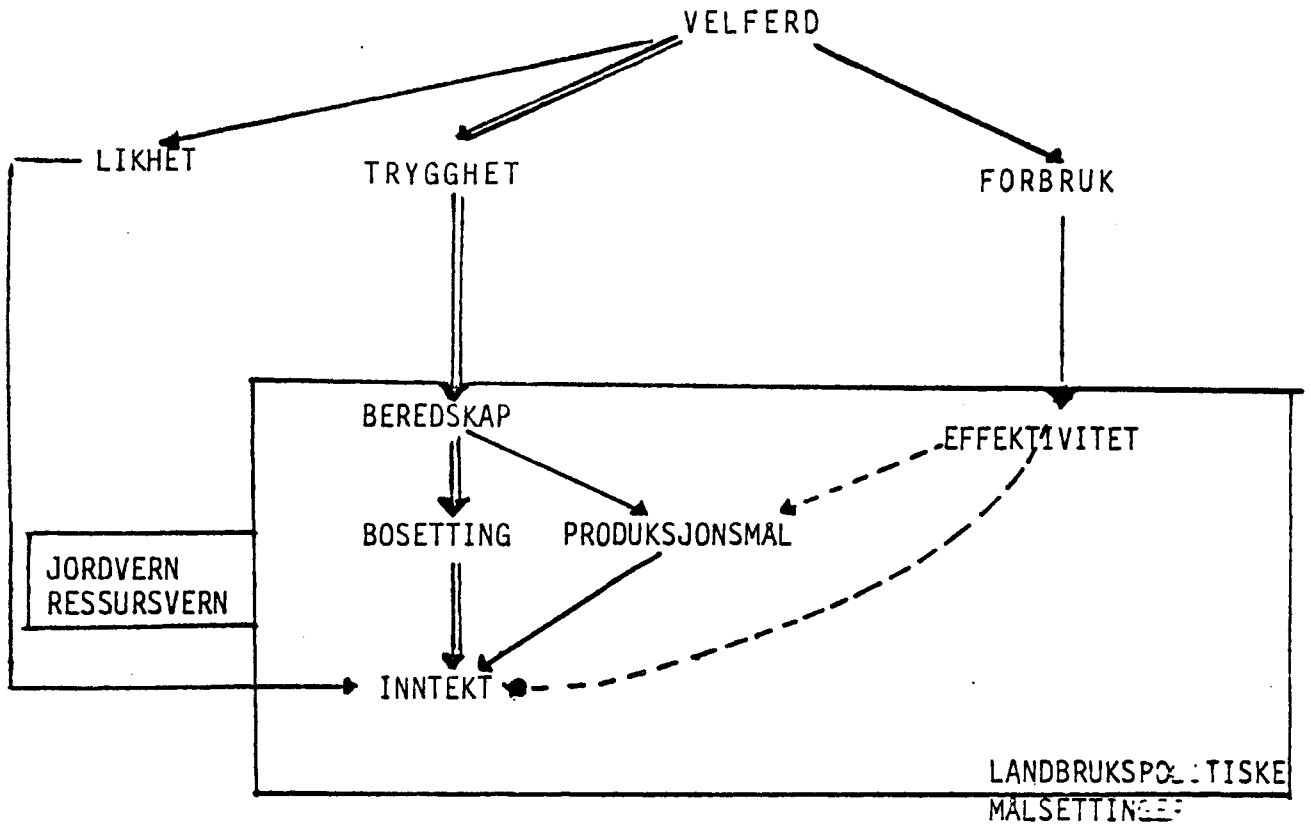 VELFERD
LIKHET
TRYGGHET
FORBRUK
BEREDSKAP
EFFEKTIVITET
BOSETTING
PRODUKSJONSMÅL
JORDVERN
RESSURSVERN
INNTEKT